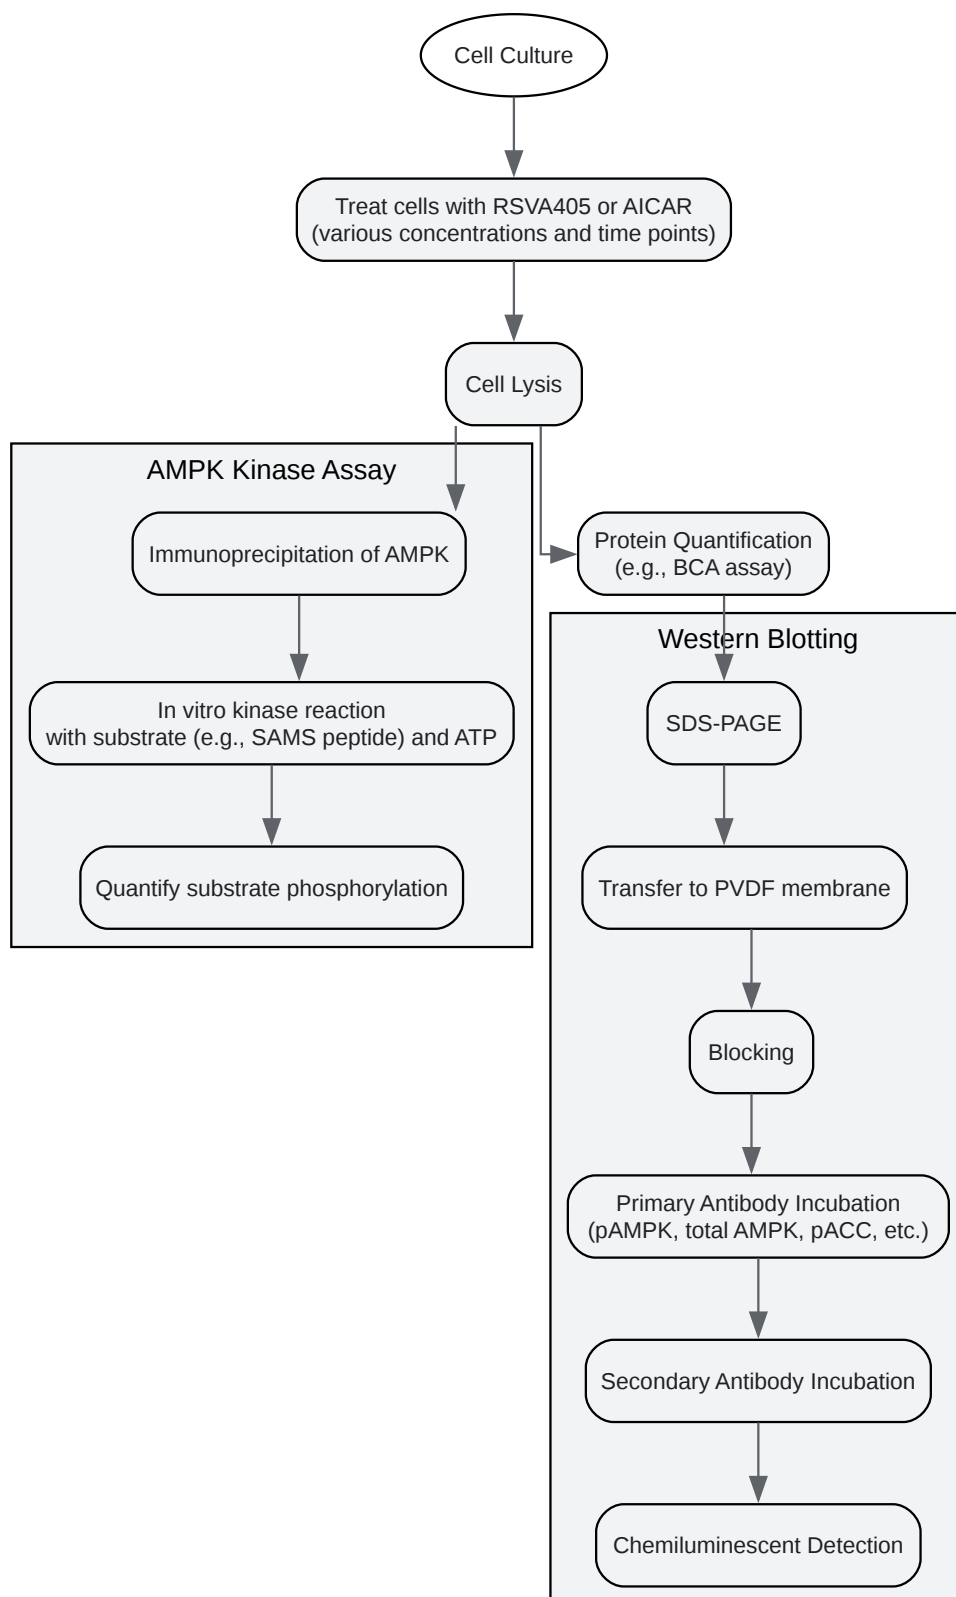 Cell Culture
Treat cells with RSVA405 or AICAR
(various concentrations and time points)
Cell Lysis
AMPK Kinase Assay
Immunoprecipitation of AMPK
In vitro kinase reaction
with substrate (e.g., SAMS peptide) and ATP
Quantify substrate phosphorylation
Protein Quantification
(e.g., BCA assay)
Western Blotting
SDS-PAGE
Transfer to PVDF membrane
Blocking
Primary Antibody Incubation
(pAMPK, total AMPK, pACC, etc.)
Secondary Antibody Incubation
Chemiluminescent Detection